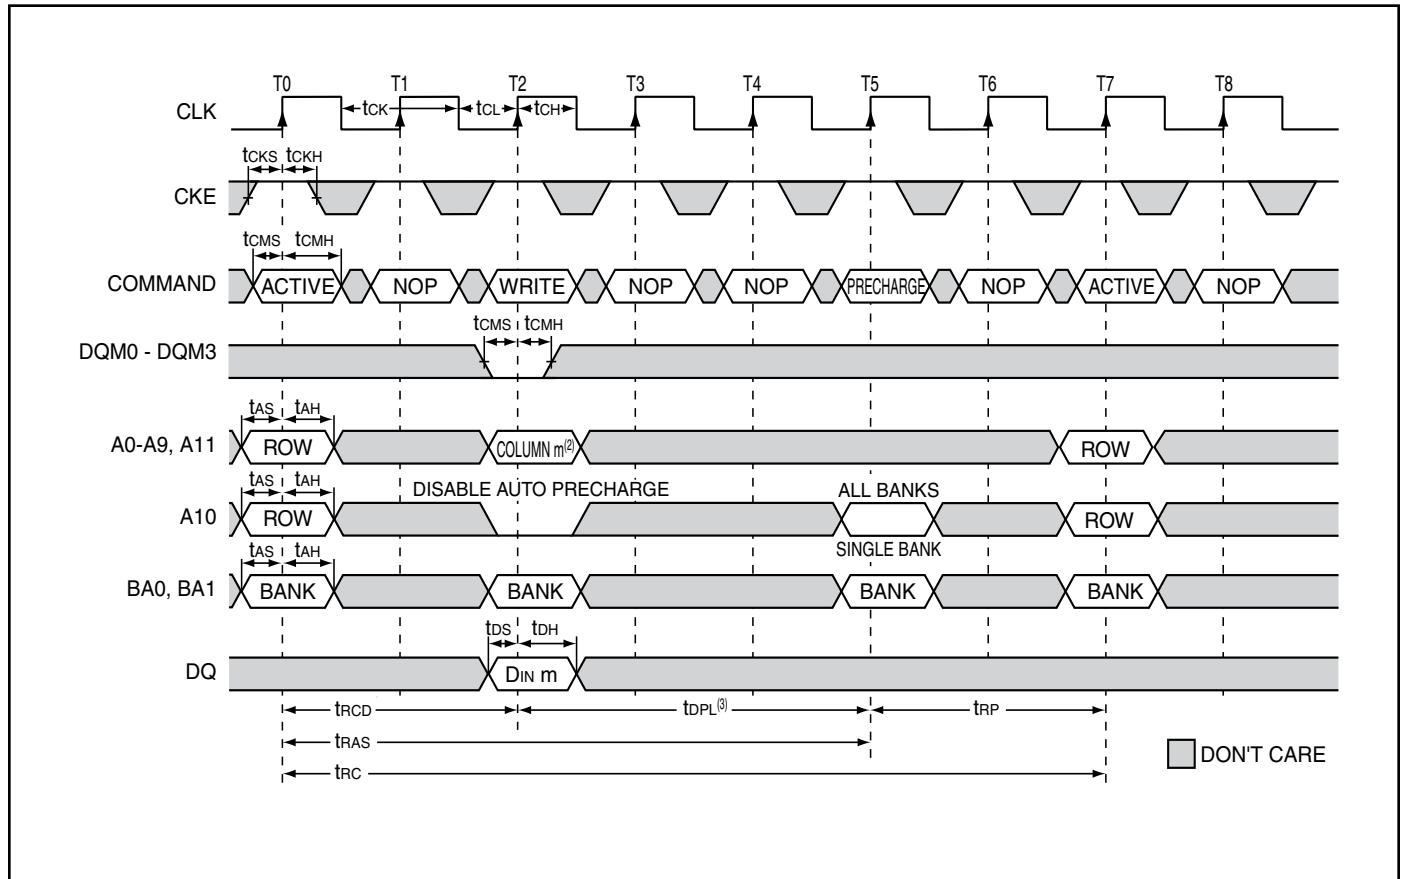 T0 T1 T2 T3 T4 T5 T6 T7 T8
CLK tCK tCL tCH
tCKS tCKH
CKE
tCMS tCMH
COMMAND ACTIVE NOP WRITE NOP NOP PRECHARGE NOP ACTIVE NOP
tCMS tCMH
DQM0 - DQM3
tAS tAH
A0-A9, A11 ROW COLUMN m(2) ROW
tAS tAH DISABLE AUTO PRECHARGE ALL BANKS
A10 ROW ROW
tAS tAH SINGLE BANK
BA0, BA1 BANK BANK BANK BANK
tDS tDH
DQ DIN m
tRCD tDPL(3) tRP
tRAS
DON'T CARE
tRC